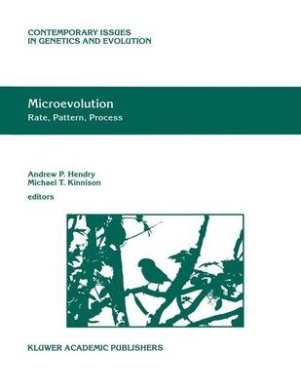 CONTEMPORARY ISSUES
IN GENETICS AND EVOLUTION
Microevolution
Rate, Pattern, Process
Andrew P. Hendry
Michael T. Kinnison
editors
KLUWER ACADEMIC PUBLISHERS